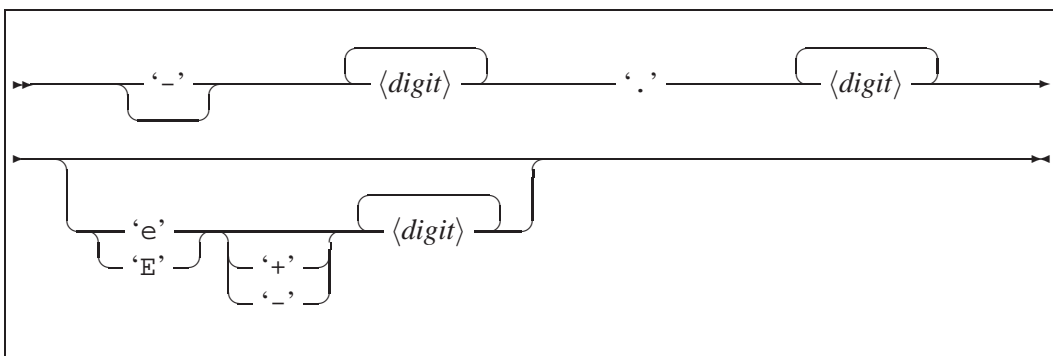 ‘-’ ⟨digit⟩ ‘.’ ⟨digit⟩
‘e’ ⟨digit⟩
‘E’ ‘+’
‘-’